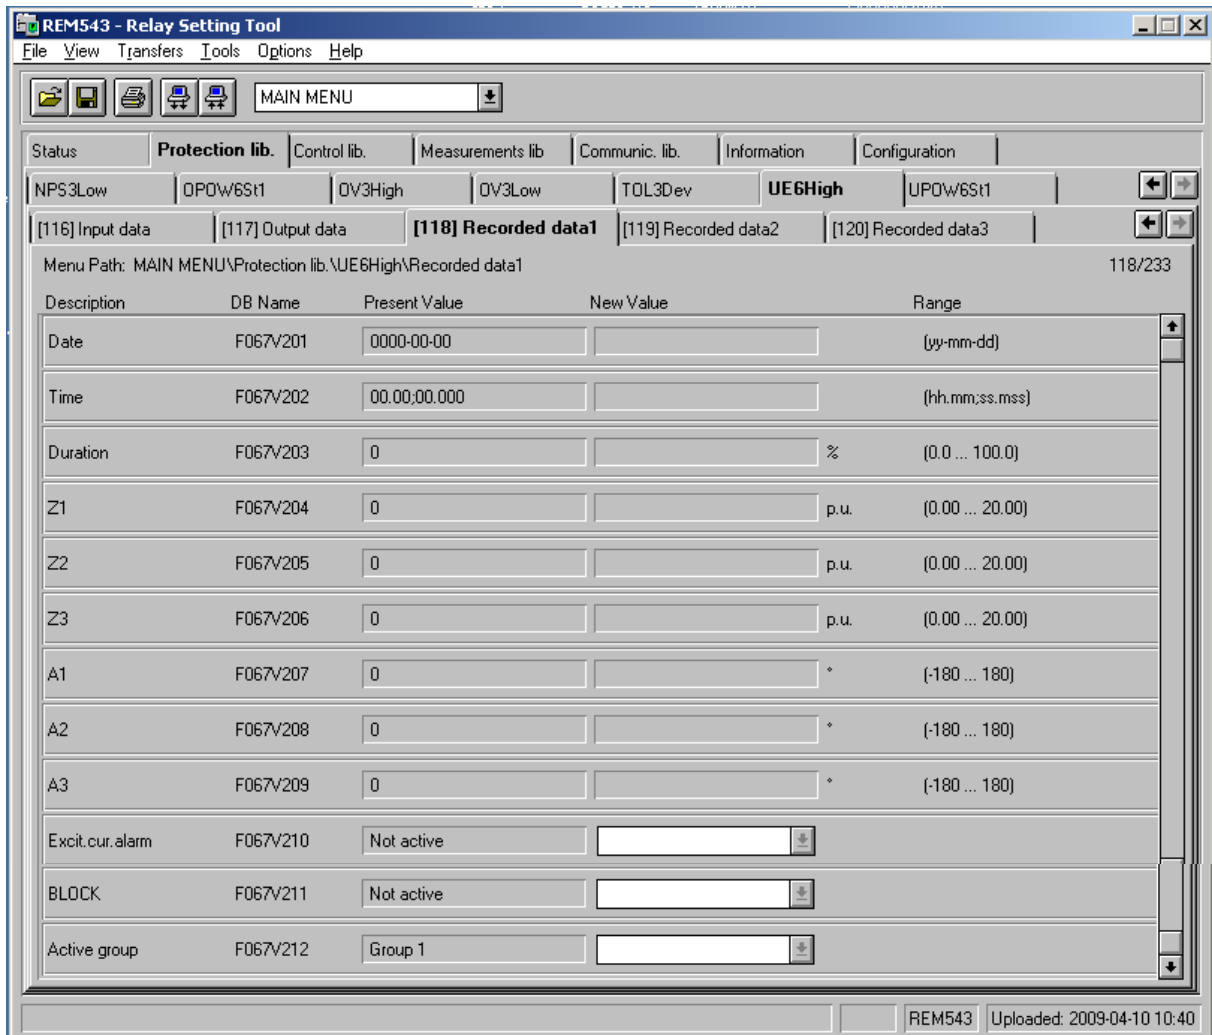 REM543 - Relay Setting Tool
File View Transfers Tools Options Help
MAIN MENU
Status Protection lib. Control lib. Measurements lib Communic. lib. Information Configuration
NPS3Low OPOW6St1 OV3High OV3Low TOL3Dev UE6High UPOW6St1
[116] Input data [117] Output data [118] Recorded data1 [119] Recorded data2 [120] Recorded data3
Menu Path: MAIN MENU\Protection lib.\UE6High\Recorded data1 118/233
Description DB Name Present Value New Value Range
Date F067V201 0000-00-00 (yy-mm-dd)
Time F067V202 00.00;00.000 (hh.mm;ss.mss)
Duration F067V203 0 % (0.0 ... 100.0)
Z1 F067V204 0 p.u. (0.00 ... 20.00)
Z2 F067V205 0 p.u. (0.00 ... 20.00)
Z3 F067V206 0 p.u. (0.00 ... 20.00)
A1 F067V207 0 ° (-180 ... 180)
A2 F067V208 0 ° (-180 ... 180)
A3 F067V209 0 ° (-180 ... 180)
Excit.cur.alarm F067V210 Not active
BLOCK F067V211 Not active
Active group F067V212 Group 1
REM543 Uploaded: 2009-04-10 10:40